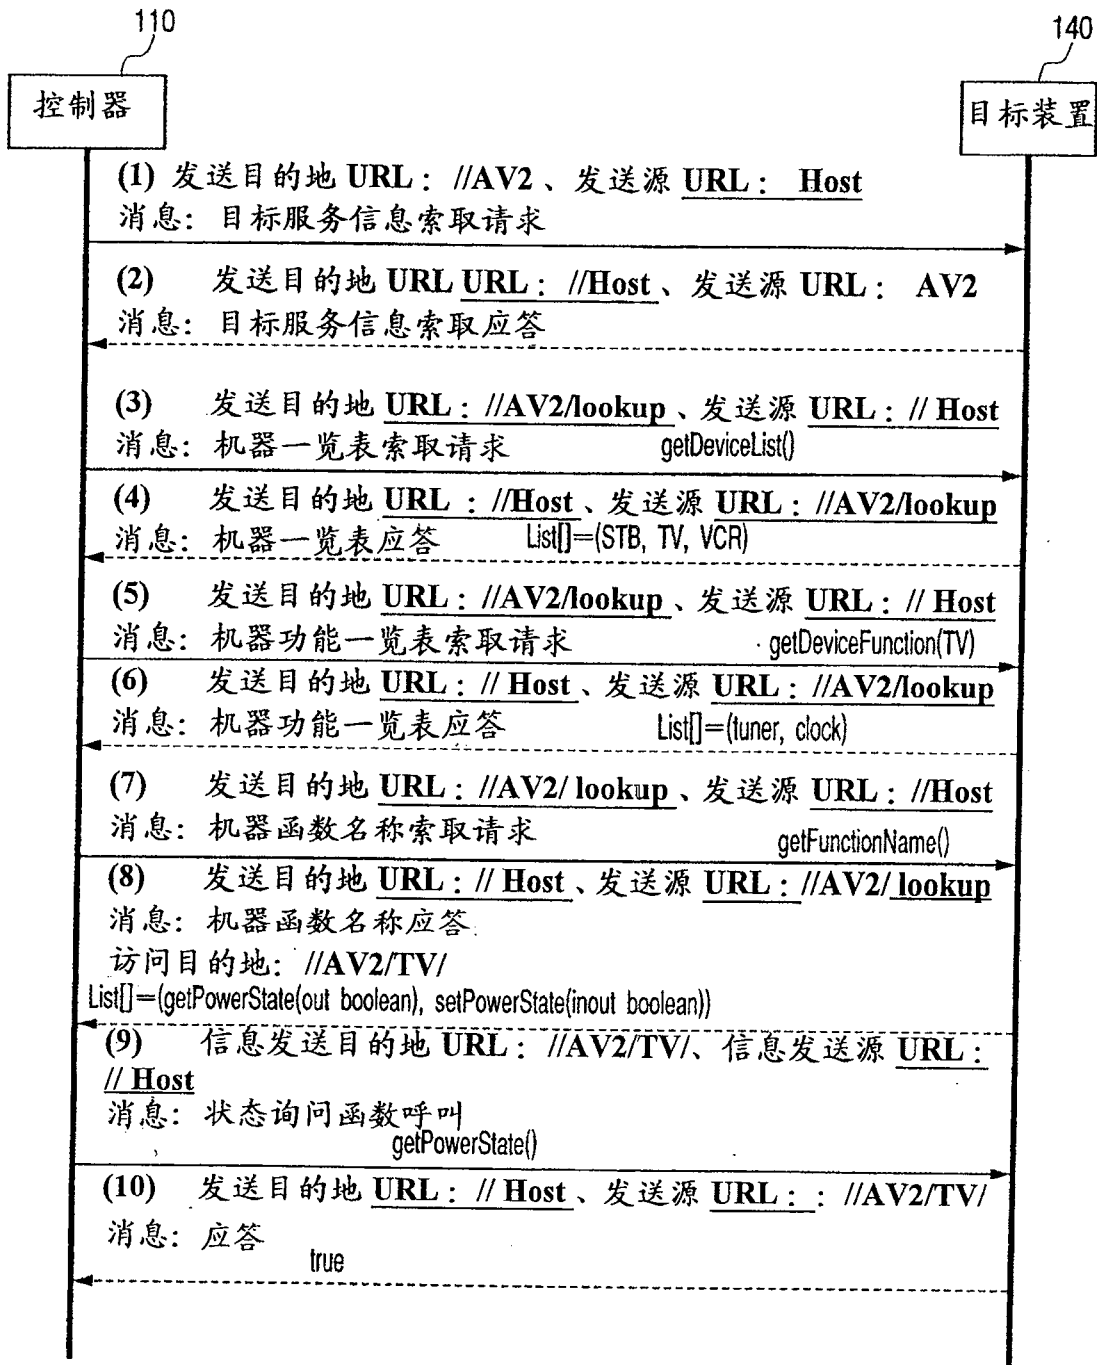 110
140
控制器
目标装置
(1) 发送目的地 URL： //AV2 、发送源 URL： Host
消息：目标服务信息索取请求
(2) 发送目的地 URL URL： //Host 、发送源 URL： AV2
消息：目标服务信息索取应答
(3) 发送目的地 URL：//AV2/lookup 、发送源 URL：// Host
消息：机器一览表索取请求 getDeviceList()
(4) 发送目的地 URL ：//Host 、发送源 URL：//AV2/lookup
消息：机器一览表应答 List[]=(STB, TV, VCR)
(5) 发送目的地 URL：//AV2/lookup 、发送源 URL：// Host
消息：机器功能一览表索取请求 getDeviceFunction(TV)
(6) 发送目的地 URL：// Host 、发送源 URL：//AV2/lookup
消息：机器功能一览表应答 List[]=(tuner, clock)
(7) 发送目的地 URL：//AV2/ lookup 、发送源 URL：//Host
消息：机器函数名称索取请求 getFunctionName()
(8) 发送目的地 URL：// Host 、发送源 URL：//AV2/ lookup
消息：机器函数名称应答
访问目的地：//AV2/TV/
List[]=(getPowerState(out boolean), setPowerState(inout boolean))
(9) 信息发送目的地 URL： //AV2/TV/、信息发送源 URL：
// Host
消息：状态询问函数呼叫
getPowerState()
(10) 发送目的地 URL：// Host 、发送源 URL：：//AV2/TV/
消息：应答
true